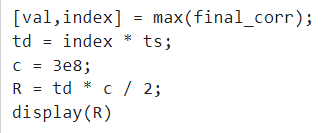 [val,index] = max(final_corr);
td = index * ts;
c = 3e8;
R = td * c / 2;
display(R)